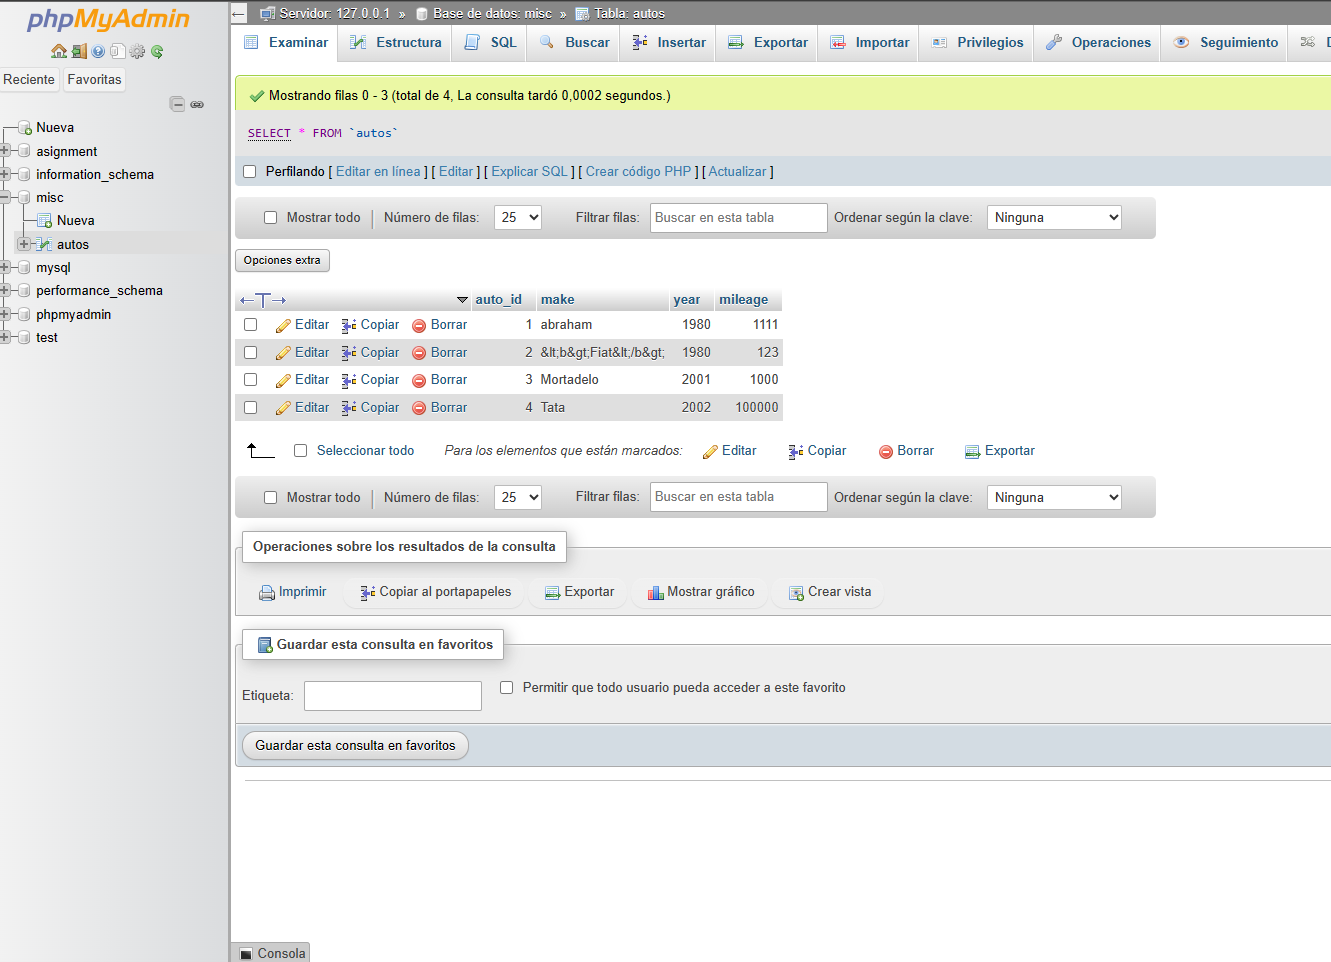 phpMyAdmin
Reciente Favoritas
Nueva
asignment
information_schema
misc
Nueva
autos
mysql
performance_schema
phpmyadmin
test
Servidor: 127.0.0.1 » Base de datos: misc » Tabla: autos
Examinar Estructura SQL Buscar Insertar Exportar Importar Privilegios Operaciones Seguimiento
Mostrando filas 0 - 3 (total de 4, La consulta tardó 0,0002 segundos.)
SELECT * FROM `autos`
Perfilando [ Editar en línea ] [ Editar ] [ Explicar SQL ] [ Crear código PHP ] [ Actualizar ]
Mostrar todo | Número de filas: 25 Filtrar filas: Buscar en esta tabla Ordenar según la clave: Ninguna
Opciones extra
←T→ auto_id make year mileage
Editar Copiar Borrar 1 abraham 1980 1111
Editar Copiar Borrar 2 &lt;b&gt;Fiat&lt;/b&gt; 1980 123
Editar Copiar Borrar 3 Mortadelo 2001 1000
Editar Copiar Borrar 4 Tata 2002 100000
Seleccionar todo Para los elementos que están marcados: Editar Copiar Borrar Exportar
Mostrar todo | Número de filas: 25 Filtrar filas: Buscar en esta tabla Ordenar según la clave: Ninguna
Operaciones sobre los resultados de la consulta
Imprimir Copiar al portapapeles Exportar Mostrar gráfico Crear vista
Guardar esta consulta en favoritos
Etiqueta: Permitir que todo usuario pueda acceder a este favorito
Guardar esta consulta en favoritos
Consola